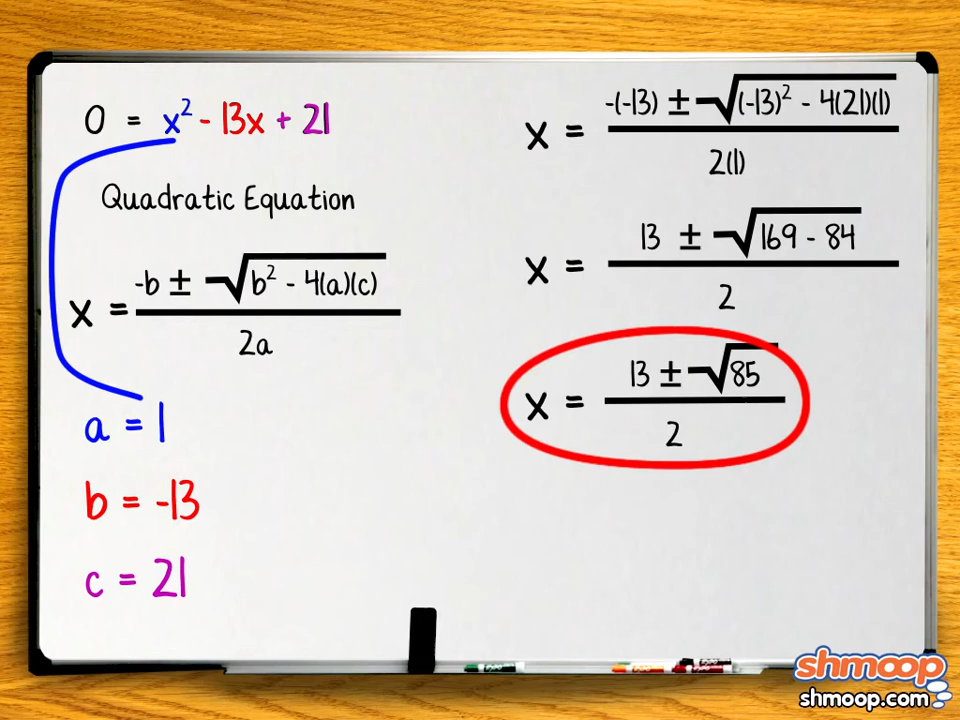 0 = x² - 13x + 21
Quadratic Equation
x = -b ± √b² - 4(a)(c)
2a
a = 1
b = -13
c = 21
x = -(-13) ± √(-13)² - 4(21)(1)
2(1)
x = 13 ± √169 - 84
2
x = 13 ± √85
2
shmoop
shmoop.com